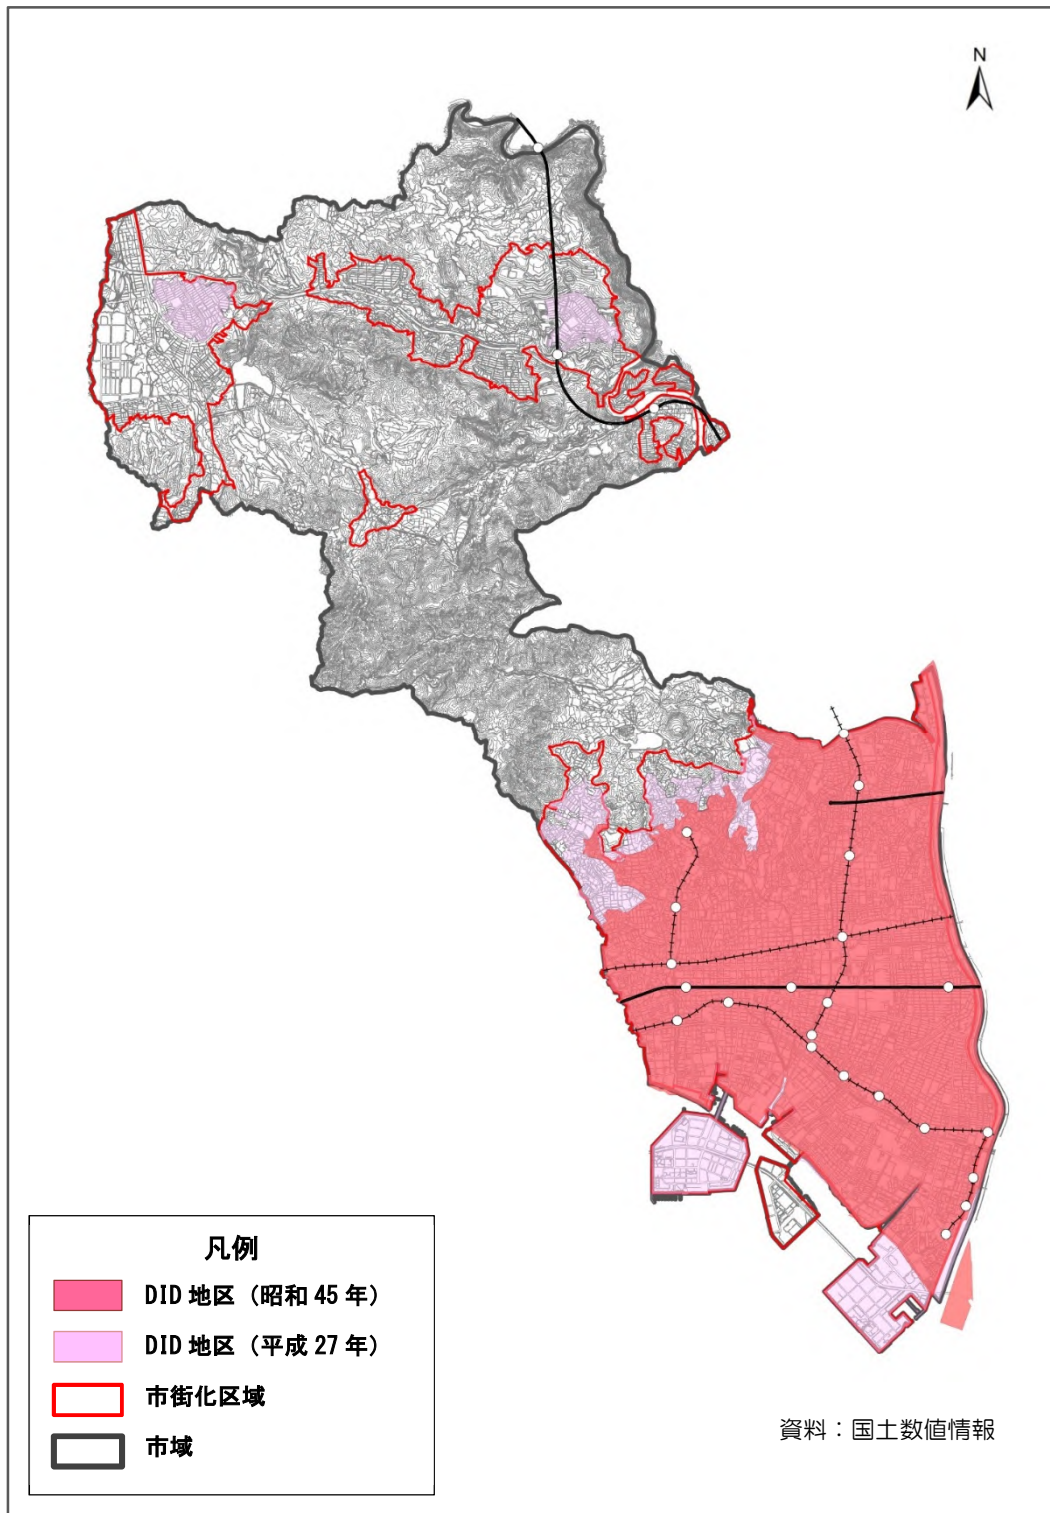 N
凡例
DID 地区（昭和 45 年）
DID 地区（平成 27 年）
市街化区域
市域
資料：国土数値情報